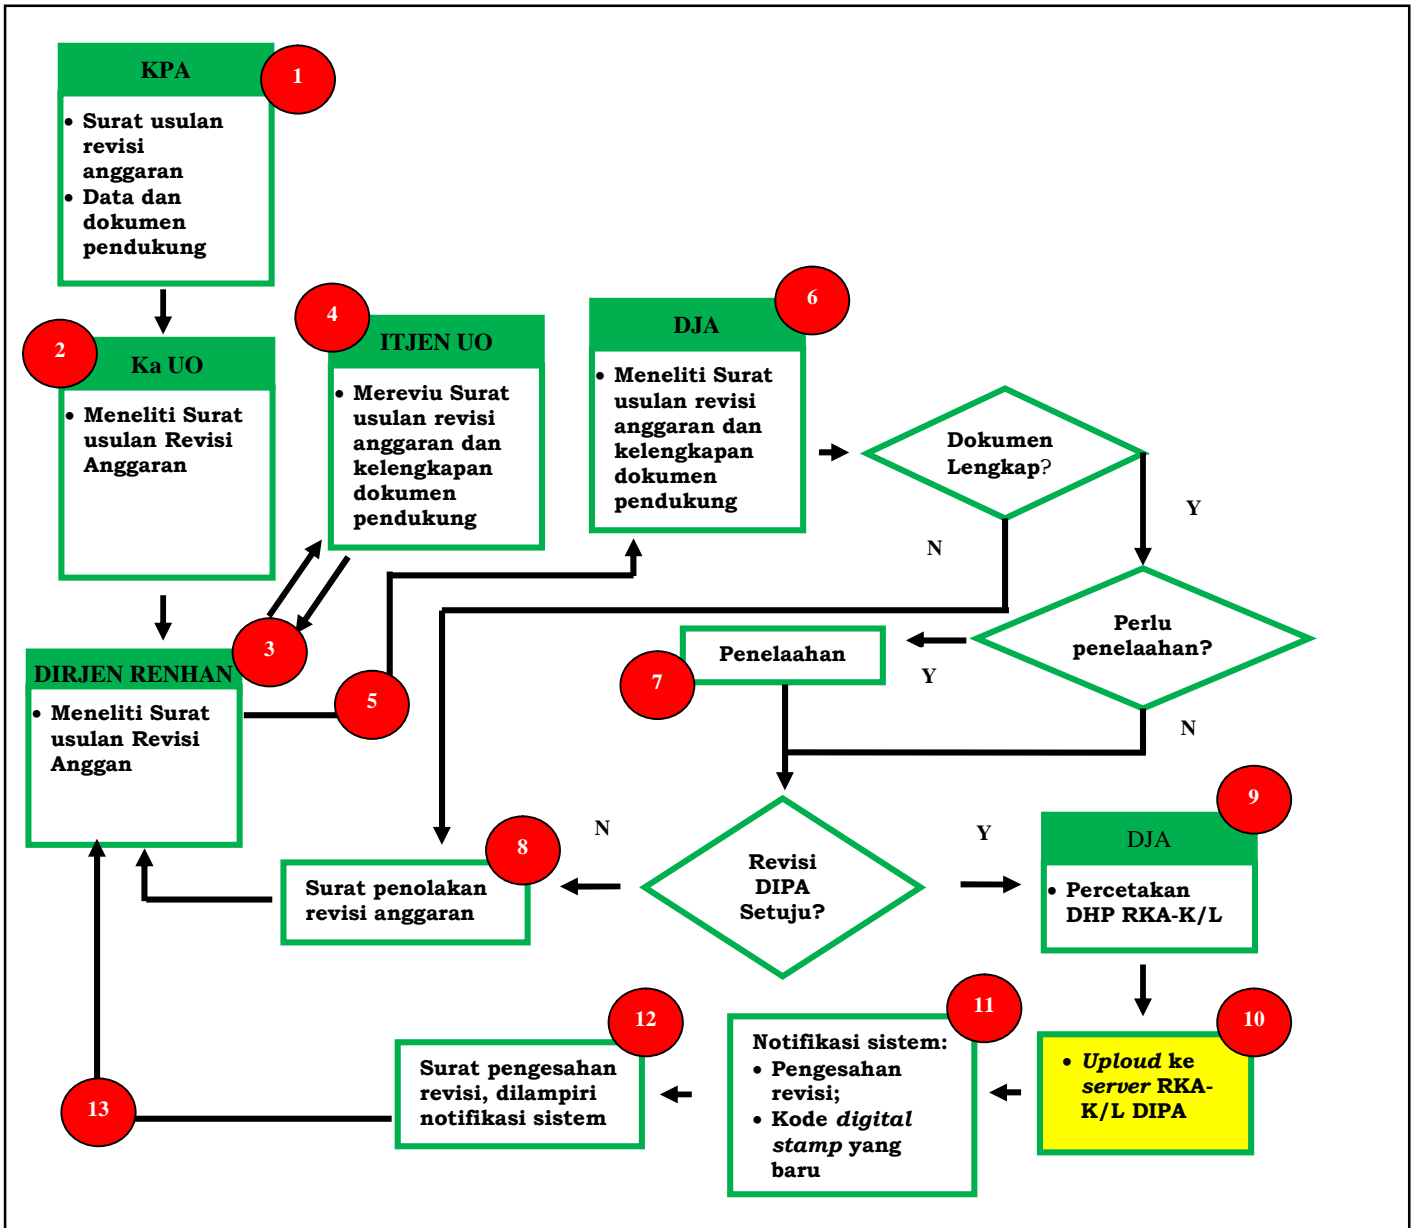 KPA
1
• Surat usulan
revisi
anggaran
• Data dan
dokumen
pendukung
2
Ka UO
• Meneliti Surat
usulan Revisi
Anggaran
4
ITJEN UO
• Mereviu Surat
usulan revisi
anggaran dan
kelengkapan
dokumen
pendukung
3
DIRJEN RENHAN
• Meneliti Surat
usulan Revisi
Anggan
5
6
DJA
• Meneliti Surat
usulan revisi
anggaran dan
kelengkapan
dokumen
pendukung
Dokumen
Lengkap?
Y
N
Perlu
penelaahan?
Y
N
Penelaahan
7
Revisi
DIPA
Setuju?
N
Y
8
Surat penolakan
revisi anggaran
9
DJA
• Percetakan
DHP RKA-K/L
10
• Uploud ke
server RKA-
K/L DIPA
11
Notifikasi sistem:
• Pengesahan
revisi;
• Kode digital
stamp yang
baru
12
Surat pengesahan
revisi, dilampiri
notifikasi sistem
13